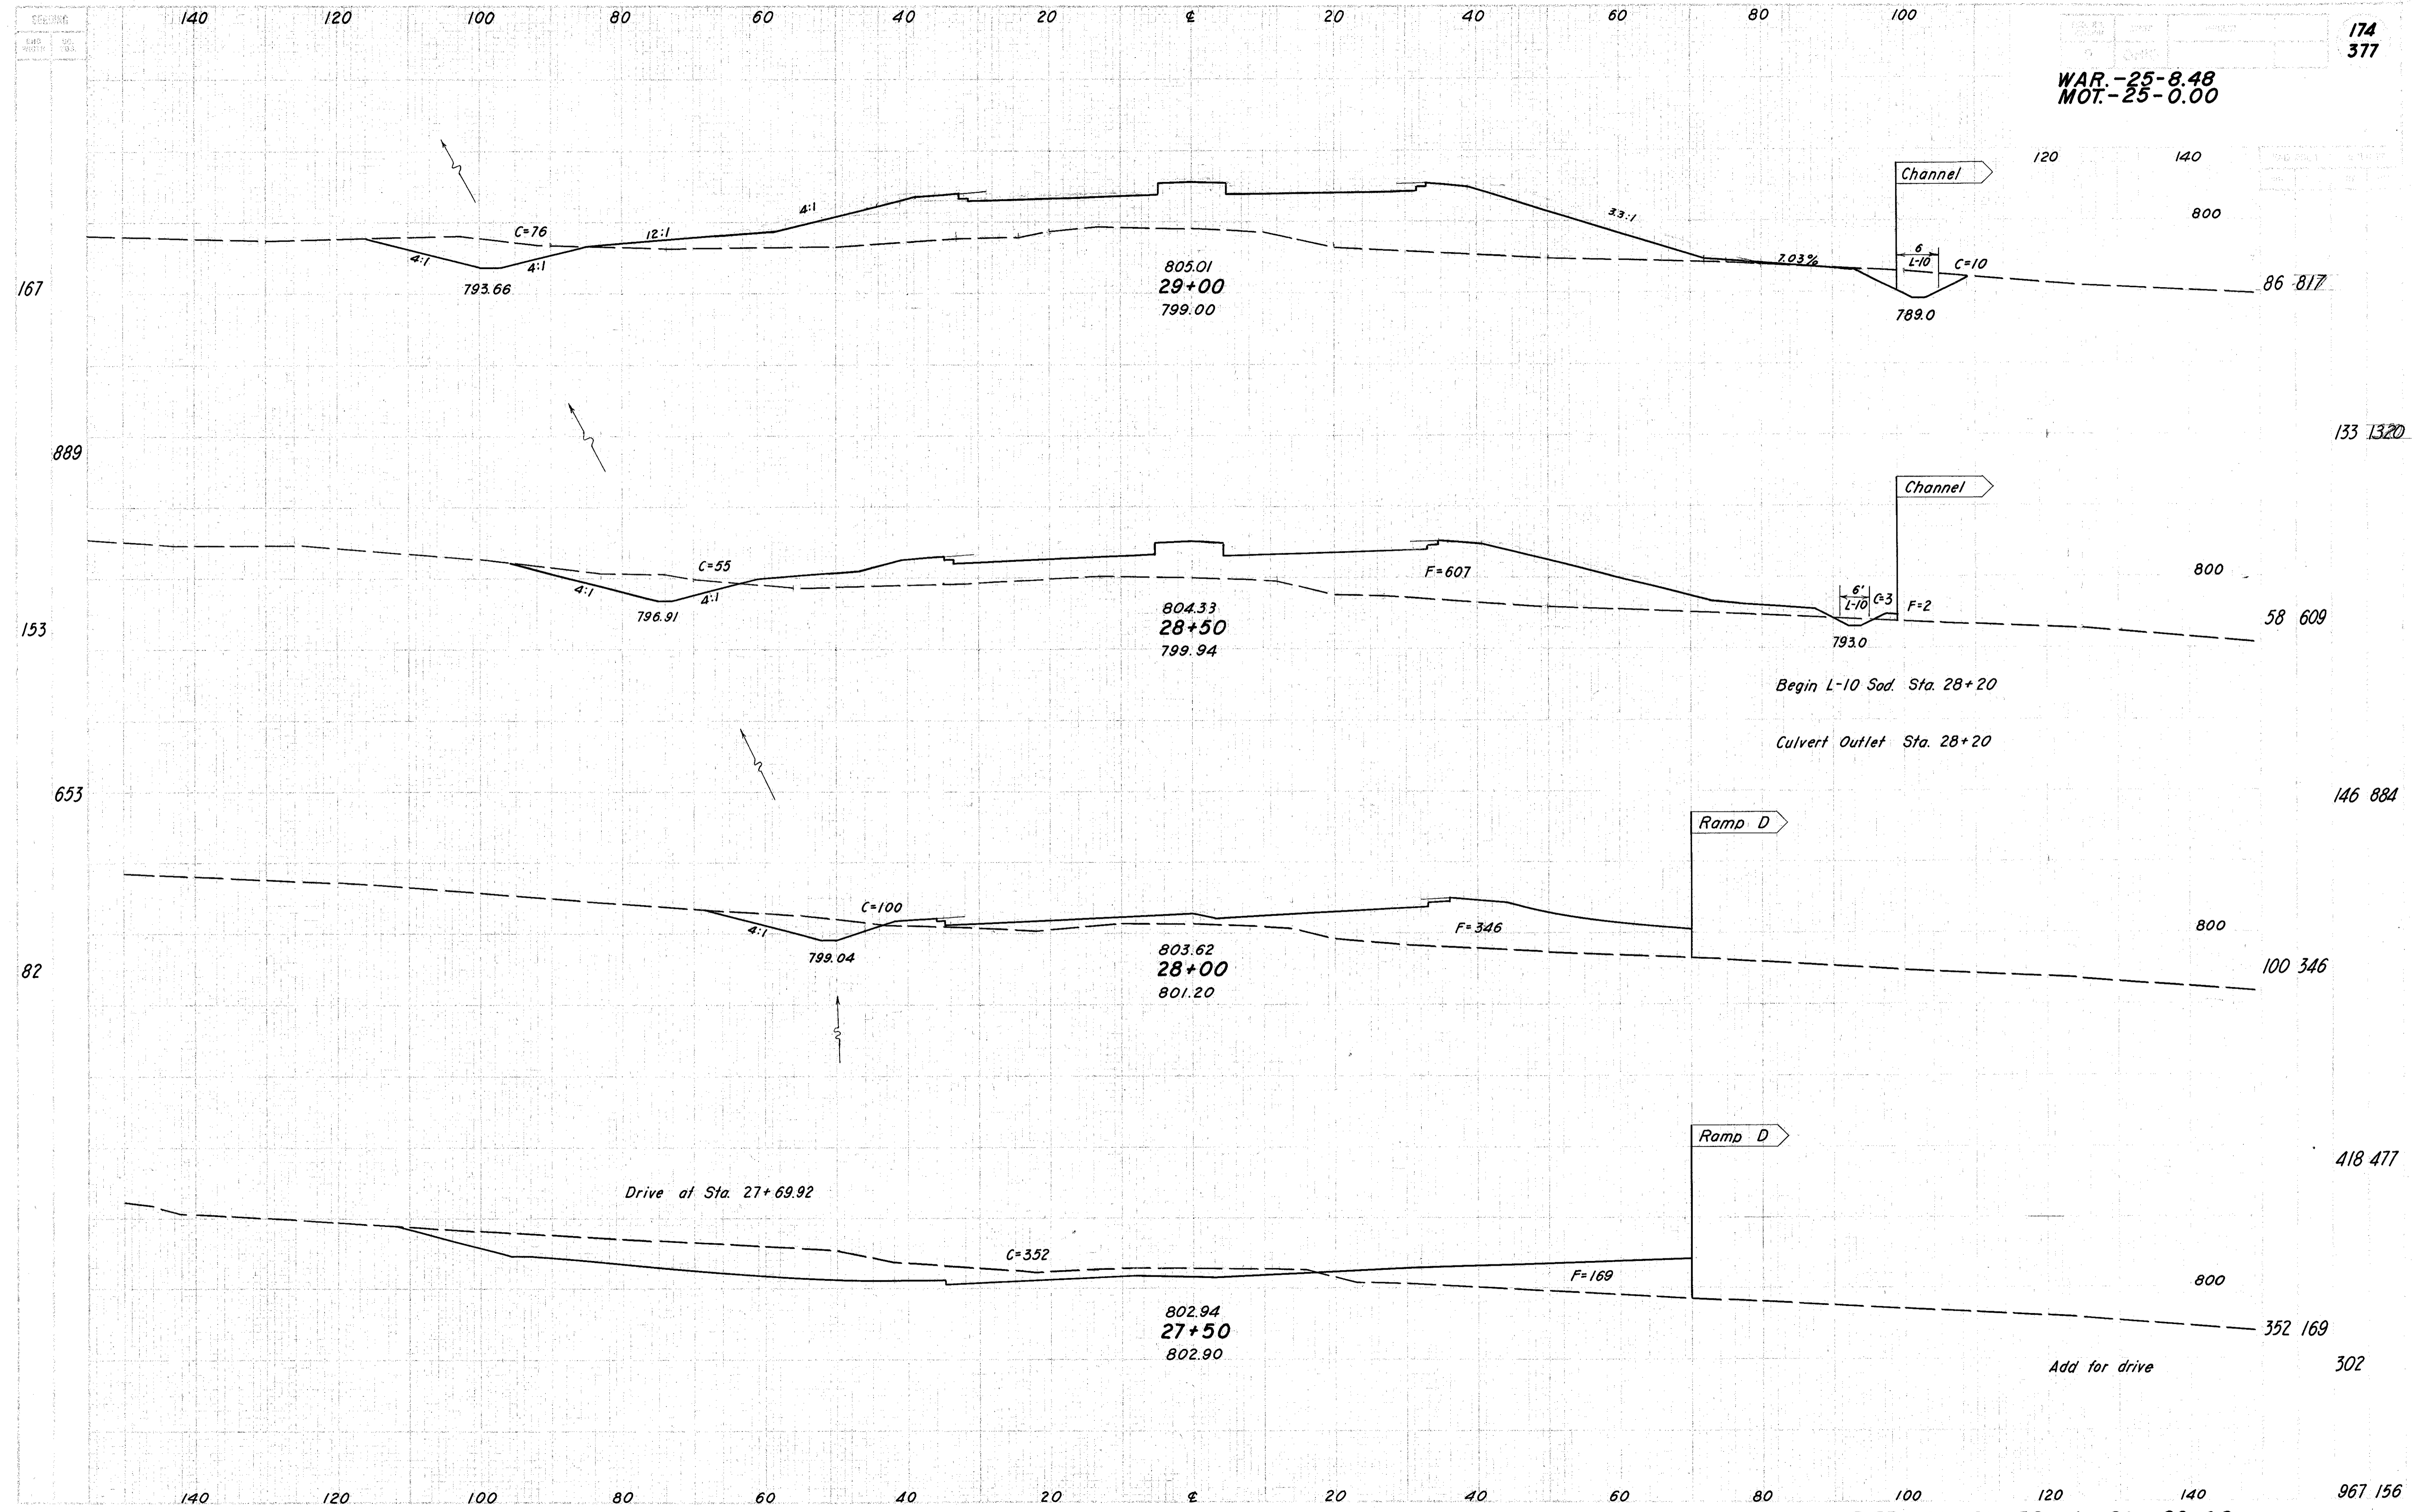 140 120 100 80 60 40 20 ℄ 20 40 60 80 100
SEEDING
174
377
WAR.-25-8.48
MOT.-25-0.00
120 140
Channel
800
4:1
3.3:1
C=76
12:1
6
L-10
C=10
7.03%
4:1
4:1
805.01
793.66
29+00
799.00
167
86 817
789.0
889
133 1320
Channel
C=55
F=607
800
4:1
4:1
6'
L-10
C=3
F=2
804.33
796.91
28+50
799.94
153
58 609
793.0
Begin L-10 Sod. Sta. 28+20
Culvert Outlet Sta. 28+20
653
146 884
Ramp D
C=100
4:1
F=346
800
803.62
799.04
28+00
801.20
82
100 346
Ramp D
418 477
Drive at Sta. 27+69.92
C=352
F=169
800
802.94
27+50
802.90
352 169
Add for drive
302
140 120 100 80 60 40 20 ℄ 20 40 60 80 100 120 140
967 156